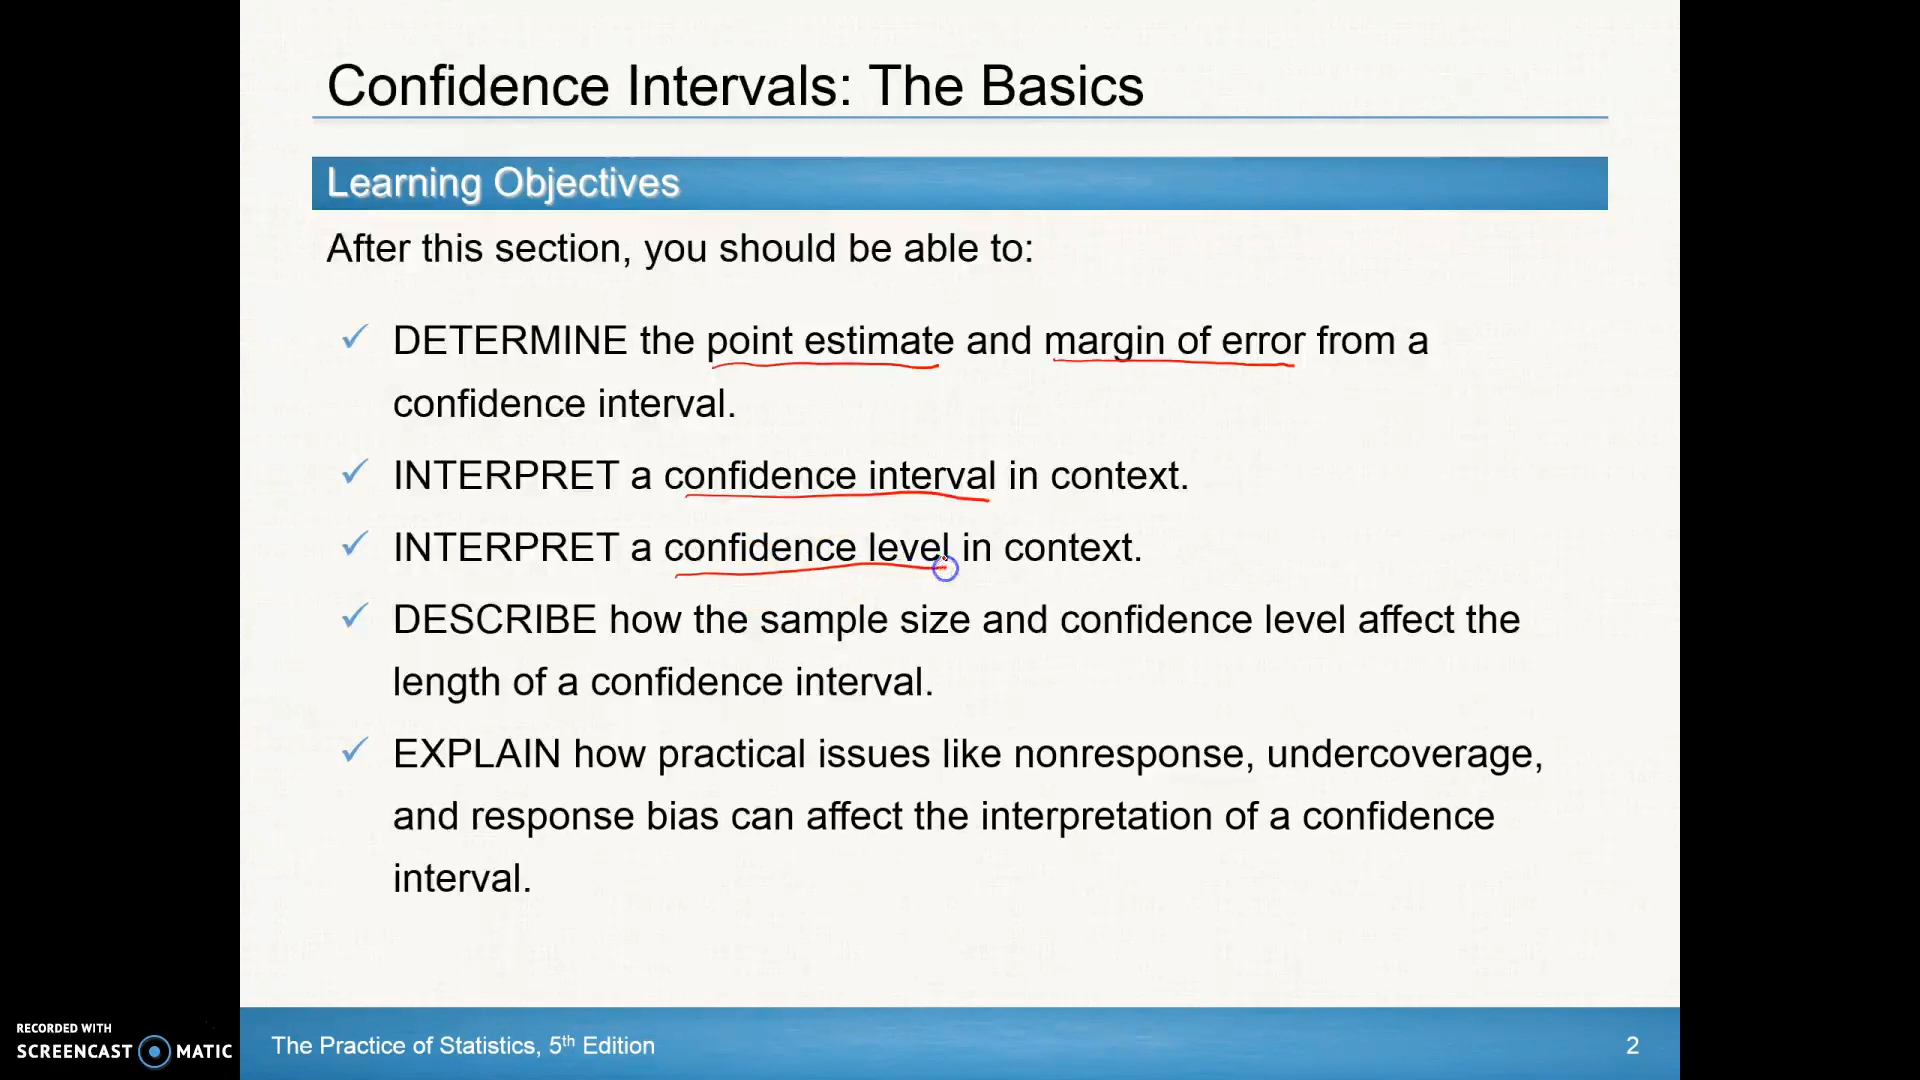 Confidence Intervals: The Basics
Learning Objectives
After this section, you should be able to:
✓ DETERMINE the point estimate and margin of error from a
confidence interval.
✓ INTERPRET a confidence interval in context.
✓ INTERPRET a confidence level in context.
✓ DESCRIBE how the sample size and confidence level affect the
length of a confidence interval.
✓ EXPLAIN how practical issues like nonresponse, undercoverage,
and response bias can affect the interpretation of a confidence
interval.
RECORDED WITH
SCREENCAST MATIC
The Practice of Statistics, 5th Edition
2